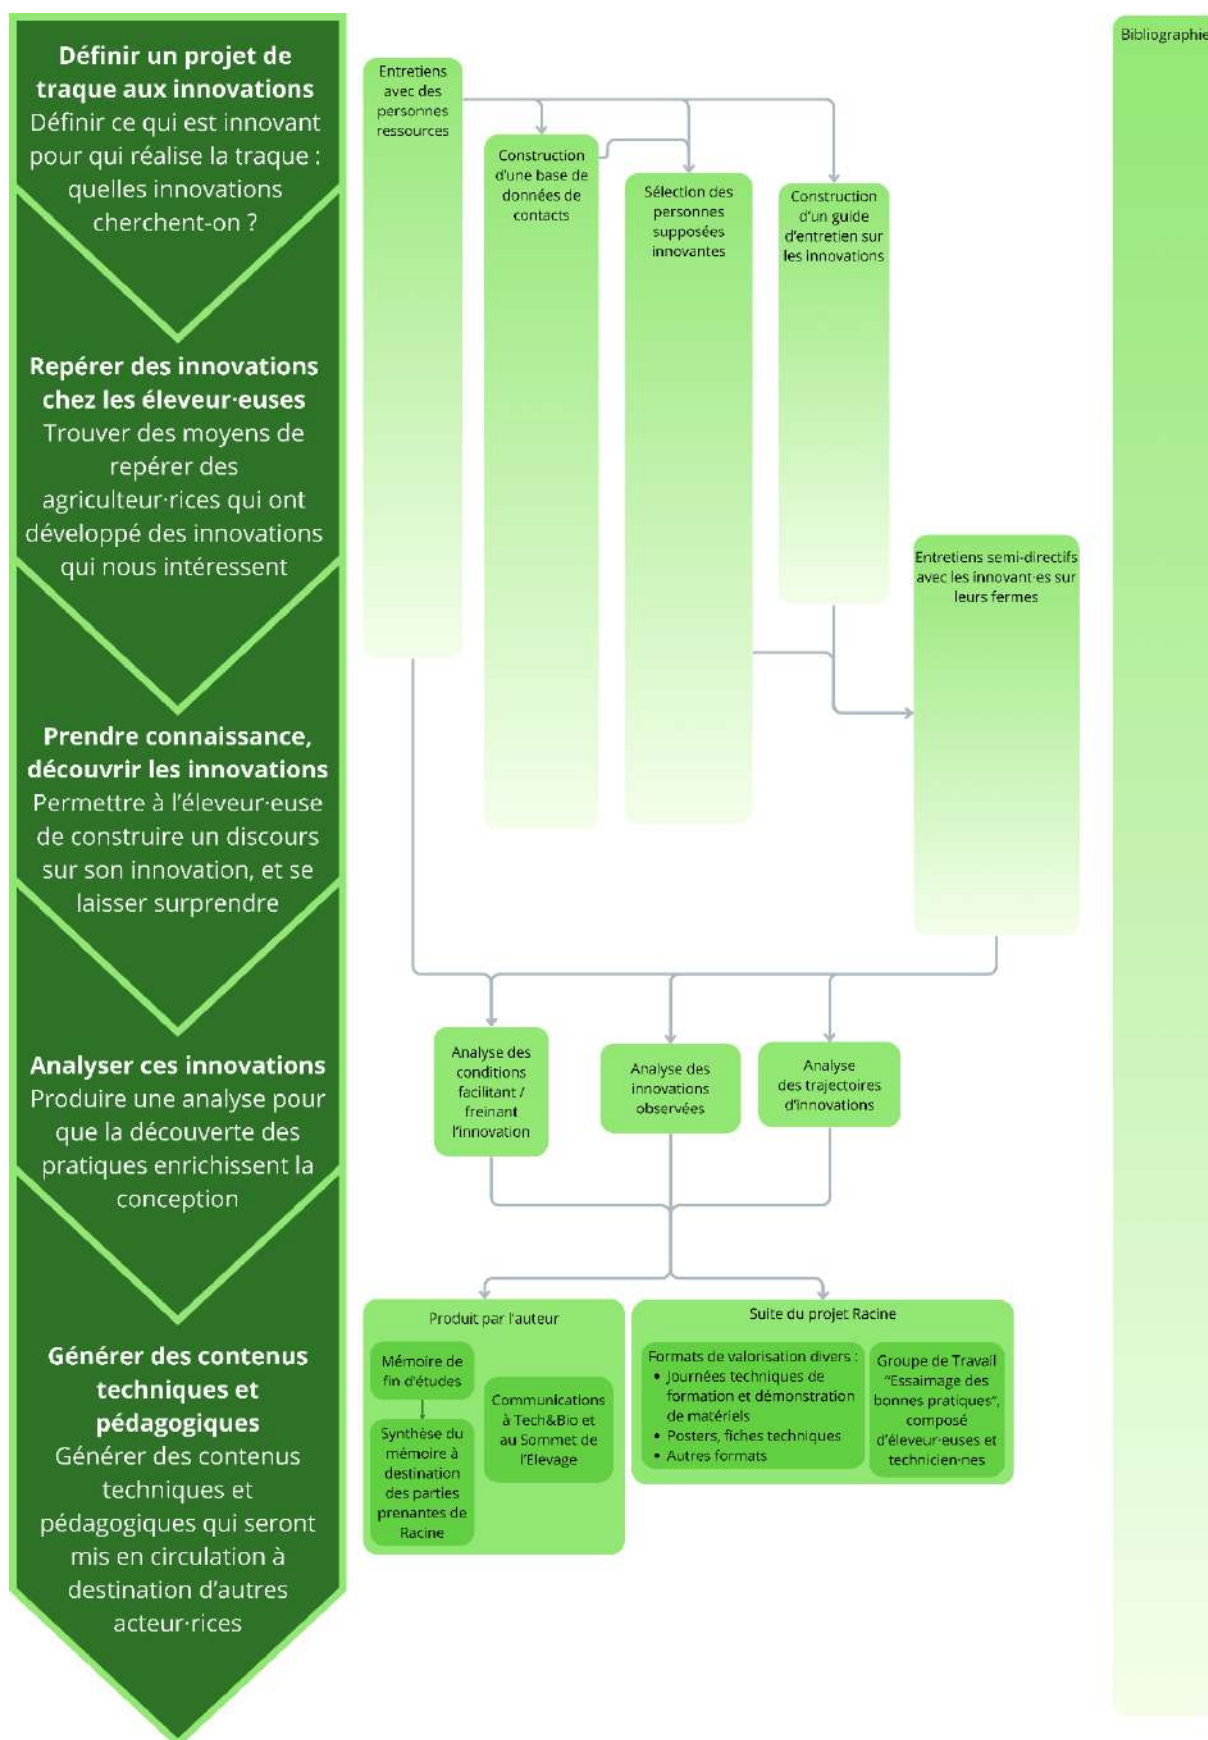 Définir un projet de
traque aux innovations
Définir ce qui est innovant
pour qui réalise la traque :
quelles innovations
cherchent-on ?
Repérer des innovations
chez les éleveur·euses
Trouver des moyens de
repérer des
agriculteur·rices qui ont
développé des innovations
qui nous intéressent
Prendre connaissance,
découvrir les innovations
Permettre à l'éleveur·euse
de construire un discours
sur son innovation, et se
laisser surprendre
Analyser ces innovations
Produire une analyse pour
que la découverte des
pratiques enrichissent la
conception
Générer des contenus
techniques et
pédagogiques
Générer des contenus
techniques et
pédagogiques qui seront
mis en circulation à
destination d'autres
acteur·rices
Entretiens
avec des
personnes
ressources
Construction
d'une base de
données de
contacts
Sélection des
personnes
supposées
innovantes
Construction
d'un guide
d'entretien sur
les innovations
Entretiens semi-directifs
avec les innovant·es sur
leurs fermes
Bibliographie
Analyse des
conditions
facilitant /
freinant
l'innovation
Analyse des
innovations
observées
Analyse
des trajectoires
d'innovations
Produit par l'auteur
Mémoire de
fin d'études
Synthèse du
mémoire à
destination
des parties
prenantes de
Racine
Communications
à Tech&Bio et
au Sommet de
l'Elevage
Suite du projet Racine
Formats de valorisation divers :
• Journées techniques de
formation et démonstration
de matériels
• Posters, fiches techniques
• Autres formats
Groupe de Travail
"Essaimage des
bonnes pratiques",
composé
d'éleveur·euses et
technicien·nes